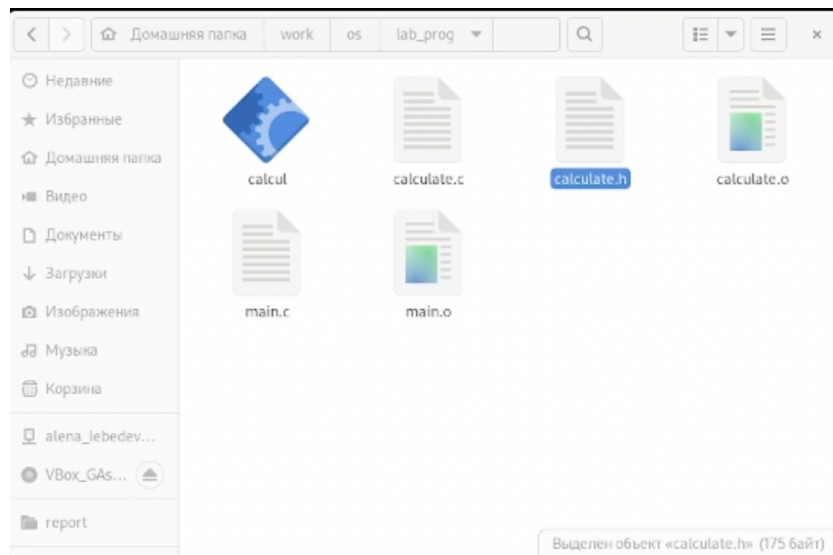 Домашняя папка work os lab_prog
Недавние
Избранные
Домашняя папка
Видео
Документы
Загрузки
Изображения
Музыка
Корзина
alena_lebedev...
VBox_GAs...
report
calcul calculate.c calculate.h calculate.o
main.c main.o
Выделен объект «calculate.h» (175 байт)